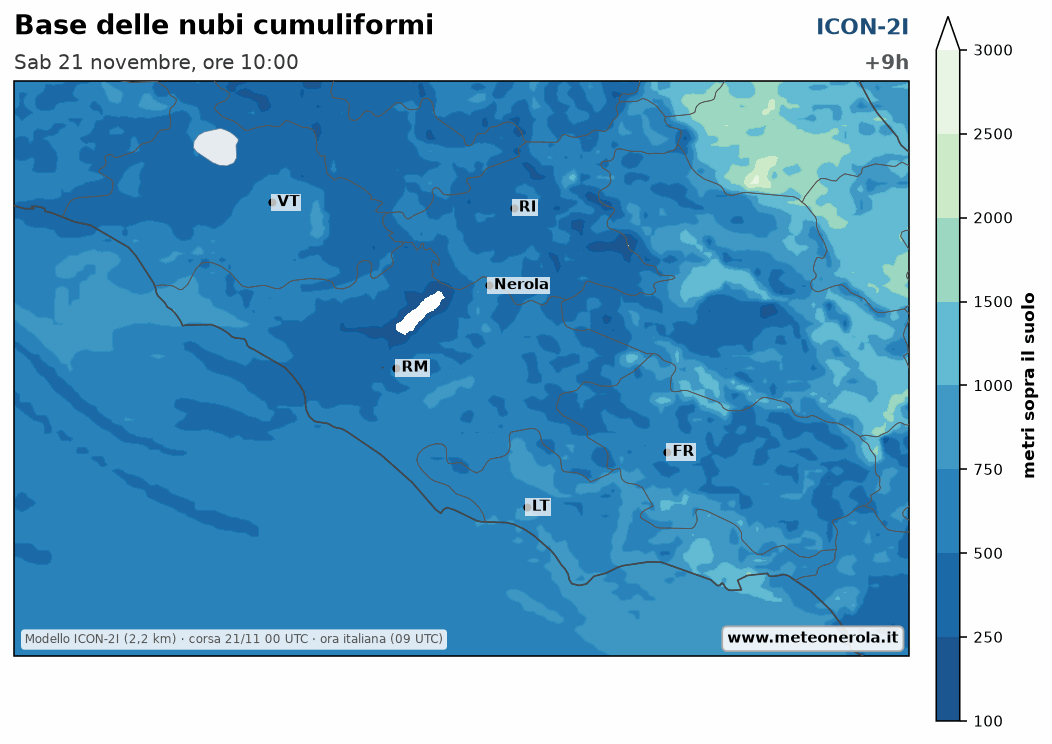 Base delle nubi cumuliformi
ICON-2I
Sab 21 novembre, ore 10:00
+9h
3000
2500
2000
1500
1000
750
500
250
100
metri sopra il suolo
VT
RI
Nerola
RM
FR
LT
Modello ICON-2I (2,2 km) · corsa 21/11 00 UTC · ora italiana (09 UTC)
www.meteonerola.it